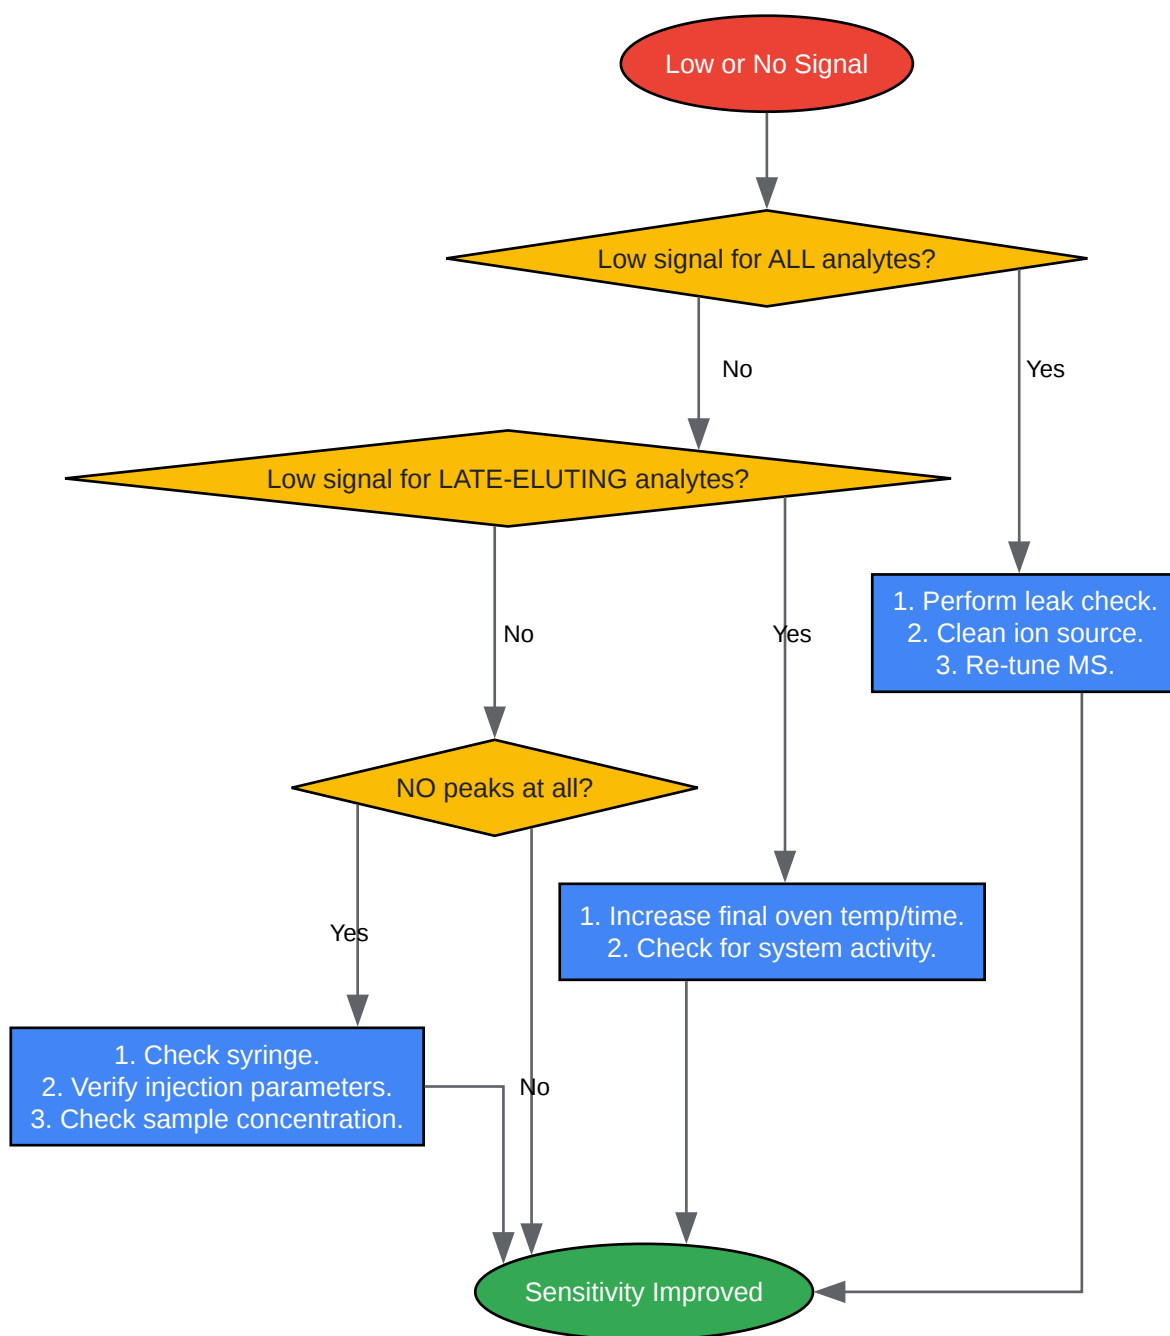 Low or No Signal
Low signal for ALL analytes?
No
Yes
Low signal for LATE-ELUTING analytes?
1. Perform leak check.
2. Clean ion source.
3. Re-tune MS.
No
Yes
NO peaks at all?
1. Increase final oven temp/time.
2. Check for system activity.
Yes
1. Check syringe.
2. Verify injection parameters.
3. Check sample concentration.
No
Sensitivity Improved